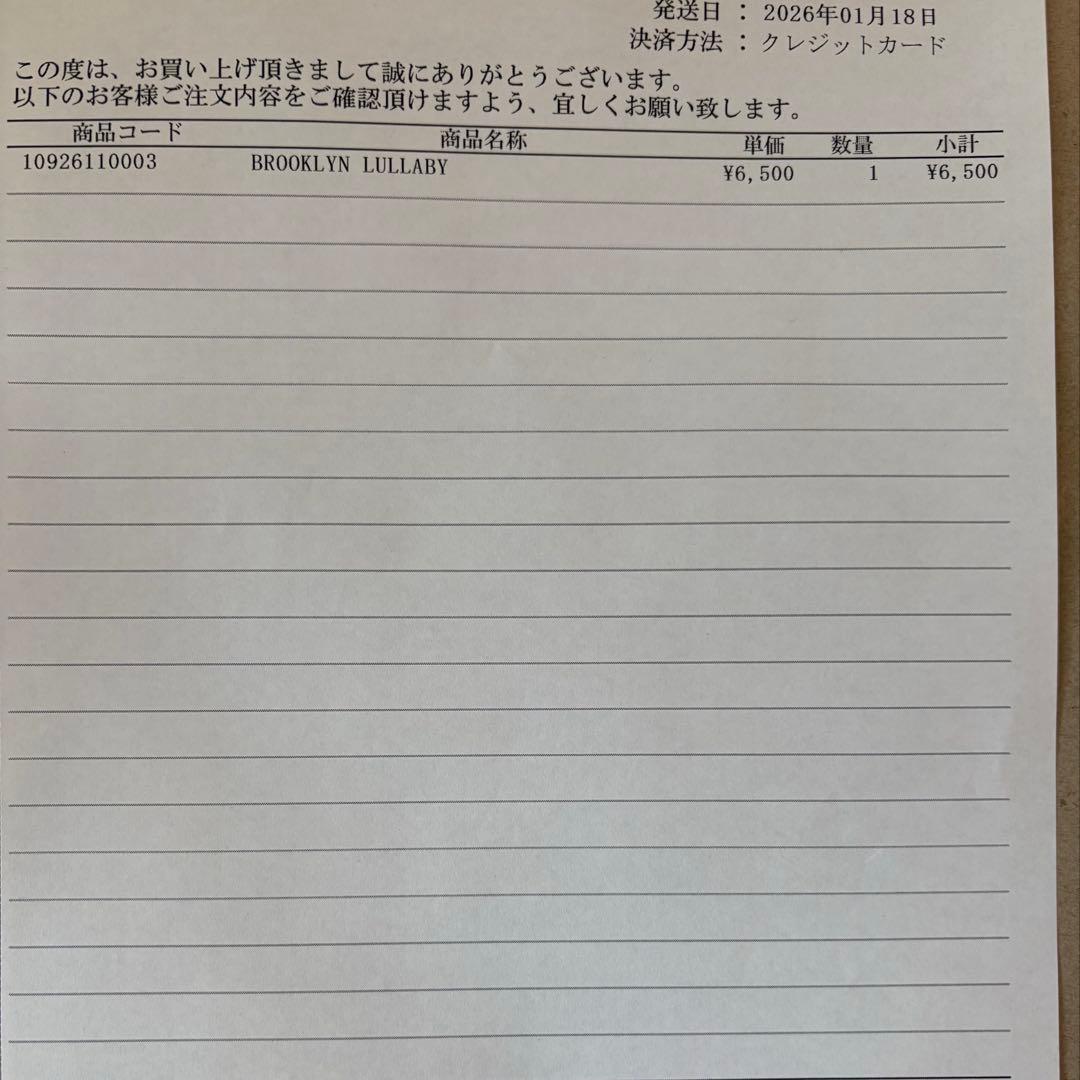 発送日 : 2026年01月18日
決済方法 : クレジットカード
この度は、お買い上げ頂きまして誠にありがとうございます。
以下のお客様ご注文内容をご確認頂けますよう、宜しくお願い致します。
商品コード 商品名称 単価 数量 小計
10926110003 BROOKLYN LULLABY ¥6,500 1 ¥6,500